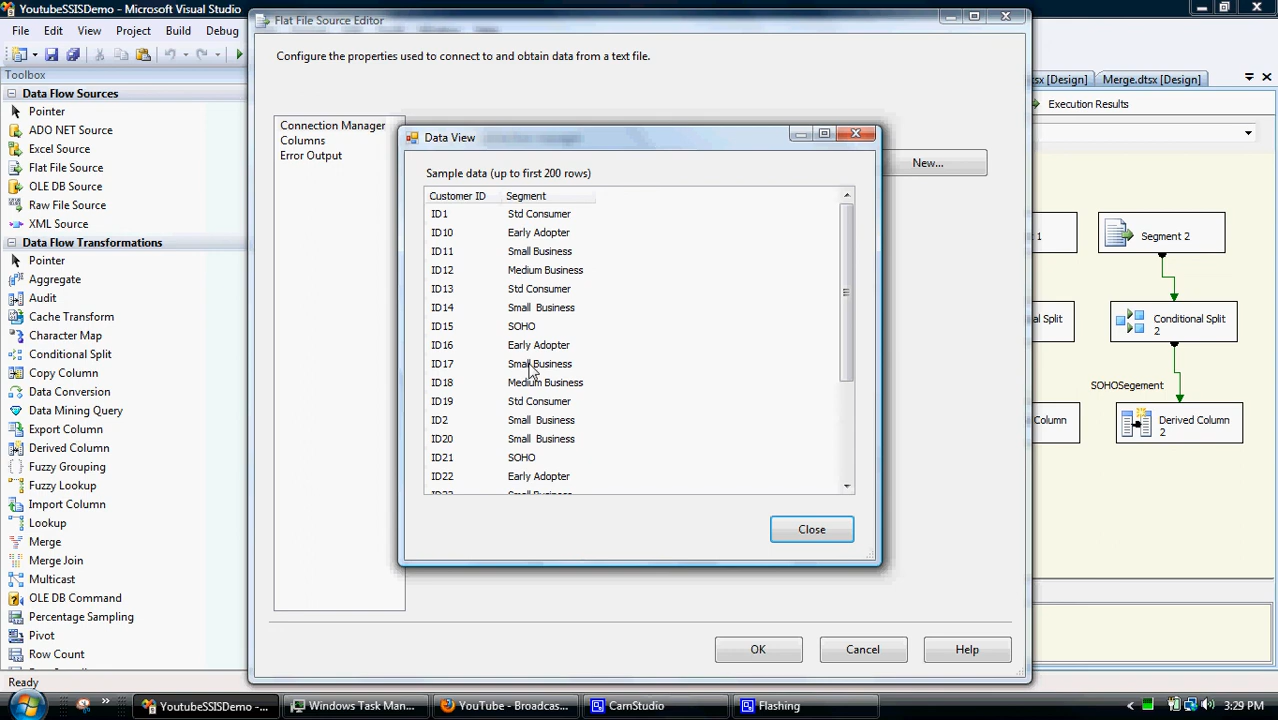 YoutubeSSISDemo - Microsoft Visual Studio
File Edit View Project Build Debug
Toolbox
Data Flow Sources
Pointer
ADO NET Source
Excel Source
Flat File Source
OLE DB Source
Raw File Source
XML Source
Data Flow Transformations
Pointer
Aggregate
Audit
Cache Transform
Character Map
Conditional Split
Copy Column
Data Conversion
Data Mining Query
Derived Column
Export Column
Fuzzy Grouping
Fuzzy Lookup
Import Column
Lookup
Merge
Merge Join
Multicast
OLE DB Command
Percentage Sampling
Pivot
Row Count
Ready
Flat File Source Editor
Configure the properties used to connect to and obtain data from a text file.
Connection Manager
Columns
Error Output
New...
Data View
Sample data (up to first 200 rows)
Customer ID Segment
ID1 Std Consumer
ID10 Early Adopter
ID11 Small Business
ID12 Medium Business
ID13 Std Consumer
ID14 Small  Business
ID15 SOHO
ID16 Early Adopter
ID17 Small Business
ID18 Medium Business
ID19 Std Consumer
ID2 Small  Business
ID20 Small  Business
ID21 SOHO
ID22 Early Adopter
Close
OK Cancel Help
[Design] Merge.dtsx [Design]
Execution Results
1 Segment 2
Split Conditional Split
2
SOHOSegement
Column Derived Column
2
YoutubeSSISDemo -... Windows Task Man... YouTube - Broadcas... CamStudio Flashing 3:29 PM